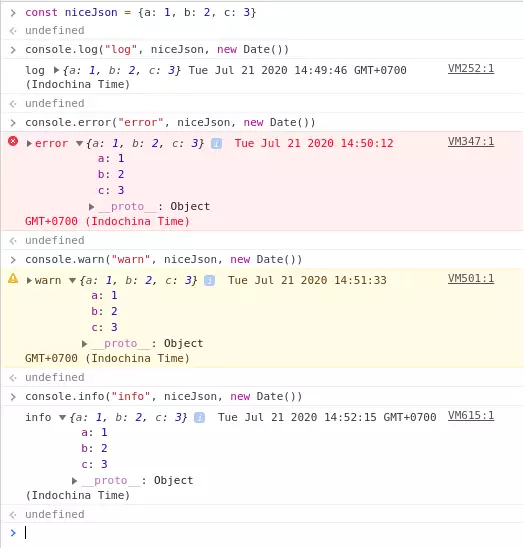 const niceJson = {a: 1, b: 2, c: 3}
undefined
console.log("log", niceJson, new Date())
log {a: 1, b: 2, c: 3} Tue Jul 21 2020 14:49:46 GMT+0700 VM252:1
(Indochina Time)
undefined
console.error("error", niceJson, new Date())
error {a: 1, b: 2, c: 3} i Tue Jul 21 2020 14:50:12 VM347:1
a: 1
b: 2
c: 3
__proto__: Object
GMT+0700 (Indochina Time)
undefined
console.warn("warn", niceJson, new Date())
warn {a: 1, b: 2, c: 3} i Tue Jul 21 2020 14:51:33 VM501:1
a: 1
b: 2
c: 3
__proto__: Object
GMT+0700 (Indochina Time)
undefined
console.info("info", niceJson, new Date())
info {a: 1, b: 2, c: 3} i Tue Jul 21 2020 14:52:15 GMT+0700 VM615:1
a: 1
b: 2
c: 3
__proto__: Object
(Indochina Time)
undefined